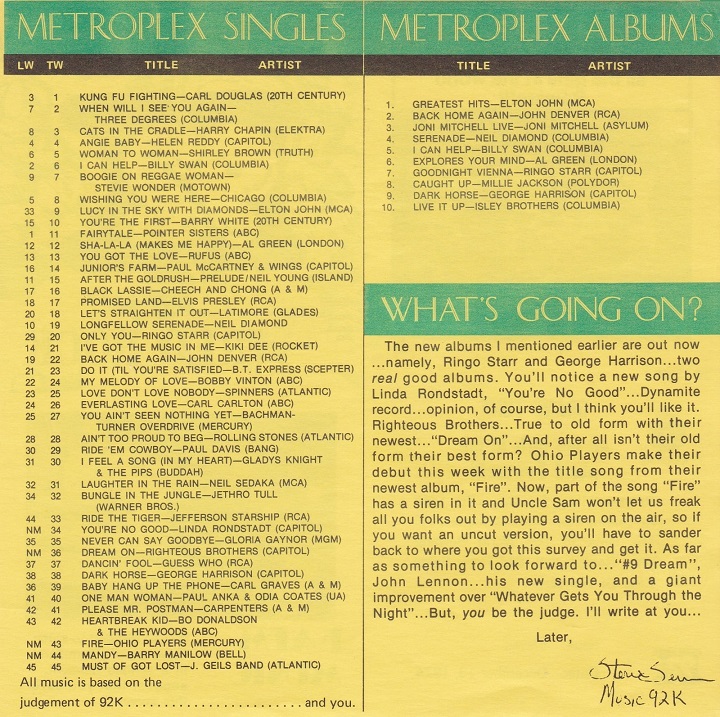 METROPLEX SINGLES
LW TW TITLE ARTIST
3 1 KUNG FU FIGHTING—CARL DOUGLAS (20TH CENTURY)
7 2 WHEN WILL I SEE YOU AGAIN—
THREE DEGREES (COLUMBIA)
8 3 CATS IN THE CRADLE—HARRY CHAPIN (ELEKTRA)
4 4 ANGIE BABY—HELEN REDDY (CAPITOL)
6 5 WOMAN TO WOMAN—SHIRLEY BROWN (TRUTH)
2 6 I CAN HELP—BILLY SWAN (COLUMBIA)
9 7 BOOGIE ON REGGAE WOMAN—
STEVIE WONDER (MOTOWN)
5 8 WISHING YOU WERE HERE—CHICAGO (COLUMBIA)
33 9 LUCY IN THE SKY WITH DIAMONDS—ELTON JOHN (MCA)
15 10 YOU'RE THE FIRST—BARRY WHITE (20TH CENTURY)
1 11 FAIRYTALE—POINTER SISTERS (ABC)
12 12 SHA-LA-LA (MAKES ME HAPPY)—AL GREEN (LONDON)
13 13 YOU GOT THE LOVE—RUFUS (ABC)
16 14 JUNIOR'S FARM—PAUL McCARTNEY & WINGS (CAPITOL)
11 15 AFTER THE GOLDRUSH—PRELUDE/NEIL YOUNG (ISLAND)
17 16 BLACK LASSIE—CHEECH AND CHONG (A & M)
18 17 PROMISED LAND—ELVIS PRESLEY (RCA)
20 18 LET'S STRAIGHTEN IT OUT—LATIMORE (GLADES)
10 19 LONGFELLOW SERENADE—NEIL DIAMOND
29 20 ONLY YOU—RINGO STARR (CAPITOL)
14 21 I'VE GOT THE MUSIC IN ME—KIKI DEE (ROCKET)
19 22 BACK HOME AGAIN—JOHN DENVER (RCA)
21 23 DO IT (TIL YOU'RE SATISFIED—B.T. EXPRESS (SCEPTER)
22 24 MY MELODY OF LOVE—BOBBY VINTON (ABC)
23 25 LOVE DON'T LOVE NOBODY—SPINNERS (ATLANTIC)
24 26 EVERLASTING LOVE—CARL CARLTON (ABC)
25 27 YOU AIN'T SEEN NOTHING YET—BACHMAN-
TURNER OVERDRIVE (MERCURY)
28 28 AIN'T TOO PROUD TO BEG—ROLLING STONES (ATLANTIC)
30 29 RIDE 'EM COWBOY—PAUL DAVIS (BANG)
31 30 I FEEL A SONG (IN MY HEART)—GLADYS KNIGHT
& THE PIPS (BUDDAH)
32 31 LAUGHTER IN THE RAIN—NEIL SEDAKA (MCA)
34 32 BUNGLE IN THE JUNGLE—JETHRO TULL
(WARNER BROS.)
44 33 RIDE THE TIGER—JEFFERSON STARSHIP (RCA)
NM 34 YOU'RE NO GOOD—LINDA RONDSTADT (CAPITOL)
35 35 NEVER CAN SAY GOODBYE—GLORIA GAYNOR (MGM)
NM 36 DREAM ON—RIGHTEOUS BROTHERS (CAPITOL)
37 37 DANCIN' FOOL—GUESS WHO (RCA)
38 38 DARK HORSE—GEORGE HARRISON (CAPITOL)
36 39 BABY HANG UP THE PHONE—CARL GRAVES (A & M)
41 40 ONE MAN WOMAN—PAUL ANKA & ODIA COATES (UA)
42 41 PLEASE MR. POSTMAN—CARPENTERS (A & M)
43 42 HEARTBREAK KID—BO DONALDSON
& THE HEYWOODS (ABC)
NM 43 FIRE—OHIO PLAYERS (MERCURY)
NM 44 MANDY—BARRY MANILOW (BELL)
45 45 MUST OF GOT LOST—J. GEILS BAND (ATLANTIC)
All music is based on the
judgement of 92K . . . . . . . . . . . . . . . . . . . . . . . . and you.
METROPLEX ALBUMS
TITLE ARTIST
1. GREATEST HITS—ELTON JOHN (MCA)
2. BACK HOME AGAIN—JOHN DENVER (RCA)
3. JONI MITCHELL LIVE—JONI MITCHELL (ASYLUM)
4. SERENADE—NEIL DIAMOND (COLUMBIA)
5. I CAN HELP—BILLY SWAN (COLUMBIA)
6. EXPLORES YOUR MIND—AL GREEN (LONDON)
7. GOODNIGHT VIENNA—RINGO STARR (CAPITOL)
8. CAUGHT UP—MILLIE JACKSON (POLYDOR)
9. DARK HORSE—GEORGE HARRISON (CAPITOL)
10. LIVE IT UP—ISLEY BROTHERS (COLUMBIA)
WHAT'S GOING ON?
The new albums I mentioned earlier are out now
...namely, Ringo Starr and George Harrison...two
real good albums. You'll notice a new song by
Linda Rondstadt, "You're No Good"...Dynamite
record...opinion, of course, but I think you'll like it.
Righteous Brothers...True to old form with their
newest..."Dream On"...And, after all isn't their old
form their best form? Ohio Players make their
debut this week with the title song from their
newest album, "Fire". Now, part of the song "Fire"
has a siren in it and Uncle Sam won't let us freak
all you folks out by playing a siren on the air, so if
you want an uncut version, you'll have to sander
back to where you got this survey and get it. As far
as something to look forward to..."#9 Dream",
John Lennon...his new single, and a giant
improvement over "Whatever Gets You Through the
Night"...But, you be the judge. I'll write at you...
Later,
Music 92K